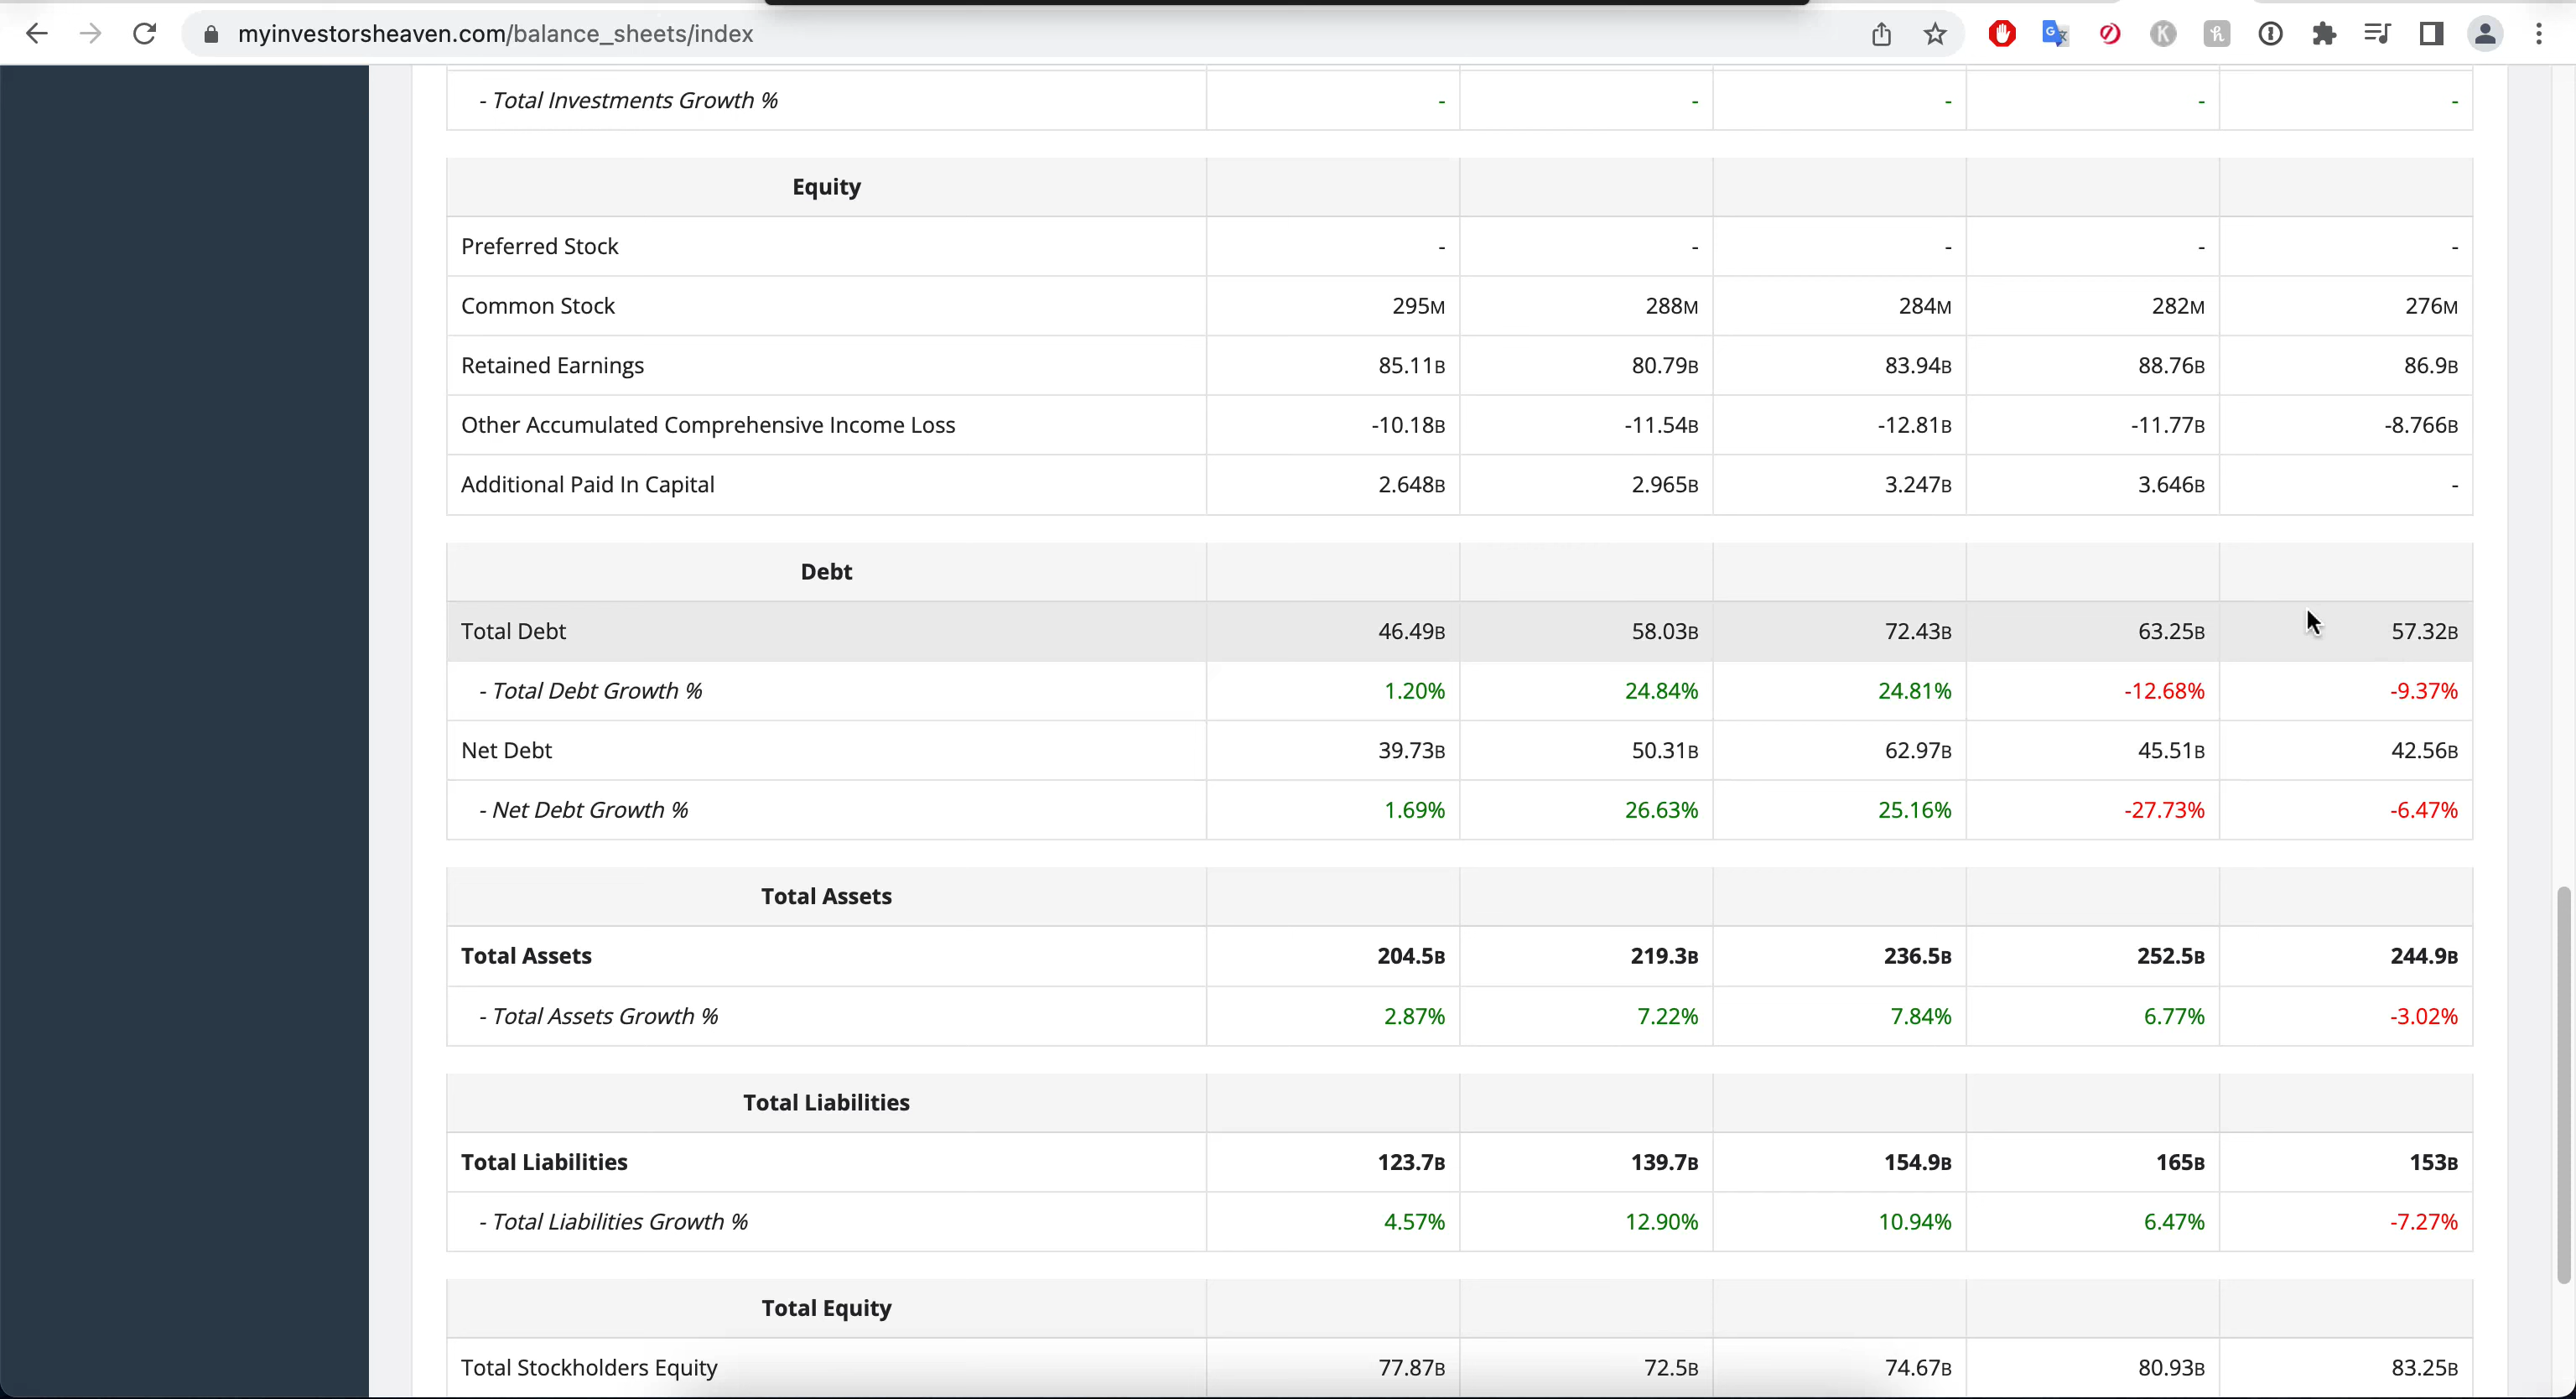 myinvestorsheaven.com/balance_sheets/index
- Total Investments Growth % - - - - -
Equity
Preferred Stock - - - - -
Common Stock 295M 288M 284M 282M 276M
Retained Earnings 85.11B 80.79B 83.94B 88.76B 86.9B
Other Accumulated Comprehensive Income Loss -10.18B -11.54B -12.81B -11.77B -8.766B
Additional Paid In Capital 2.648B 2.965B 3.247B 3.646B -
Debt
Total Debt 46.49B 58.03B 72.43B 63.25B 57.32B
- Total Debt Growth % 1.20% 24.84% 24.81% -12.68% -9.37%
Net Debt 39.73B 50.31B 62.97B 45.51B 42.56B
- Net Debt Growth % 1.69% 26.63% 25.16% -27.73% -6.47%
Total Assets
Total Assets 204.5B 219.3B 236.5B 252.5B 244.9B
- Total Assets Growth % 2.87% 7.22% 7.84% 6.77% -3.02%
Total Liabilities
Total Liabilities 123.7B 139.7B 154.9B 165B 153B
- Total Liabilities Growth % 4.57% 12.90% 10.94% 6.47% -7.27%
Total Equity
Total Stockholders Equity 77.87B 72.5B 74.67B 80.93B 83.25B